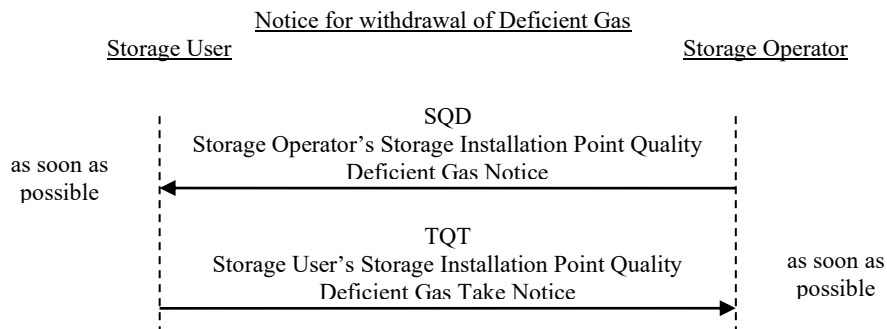 Notice for withdrawal of Deficient Gas
Storage User
Storage Operator
SQD
Storage Operator’s Storage Installation Point Quality
Deficient Gas Notice
as soon as
possible
TQT
Storage User’s Storage Installation Point Quality
Deficient Gas Take Notice
as soon as
possible